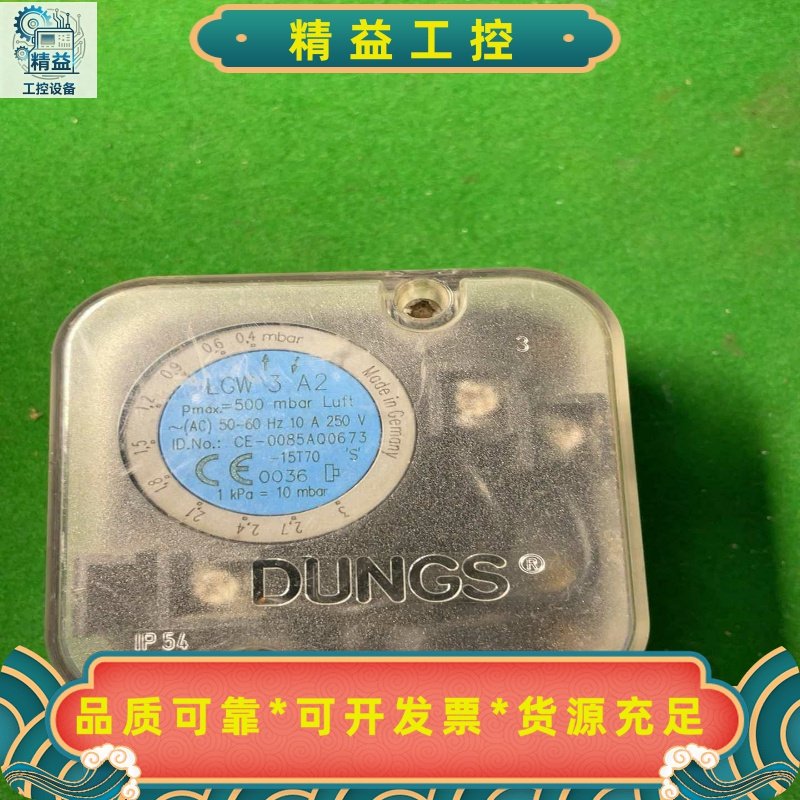 精益工控
精益
工控设备
3
0.4 mbar
0.6
0.9
1.2
1.5
1.8
2.1
2.4
2.7
3
Made in Germany
LGW 3 A2
Pmax.=500 mbar Luft
~(AC) 50-60 Hz 10 A 250 V
ID.No.: CE-0085AQ0673
-15T70 'S'
CE 0036
1 kPa = 10 mbar
DUNGS®
IP 54
品质可靠*可开发票*货源充足